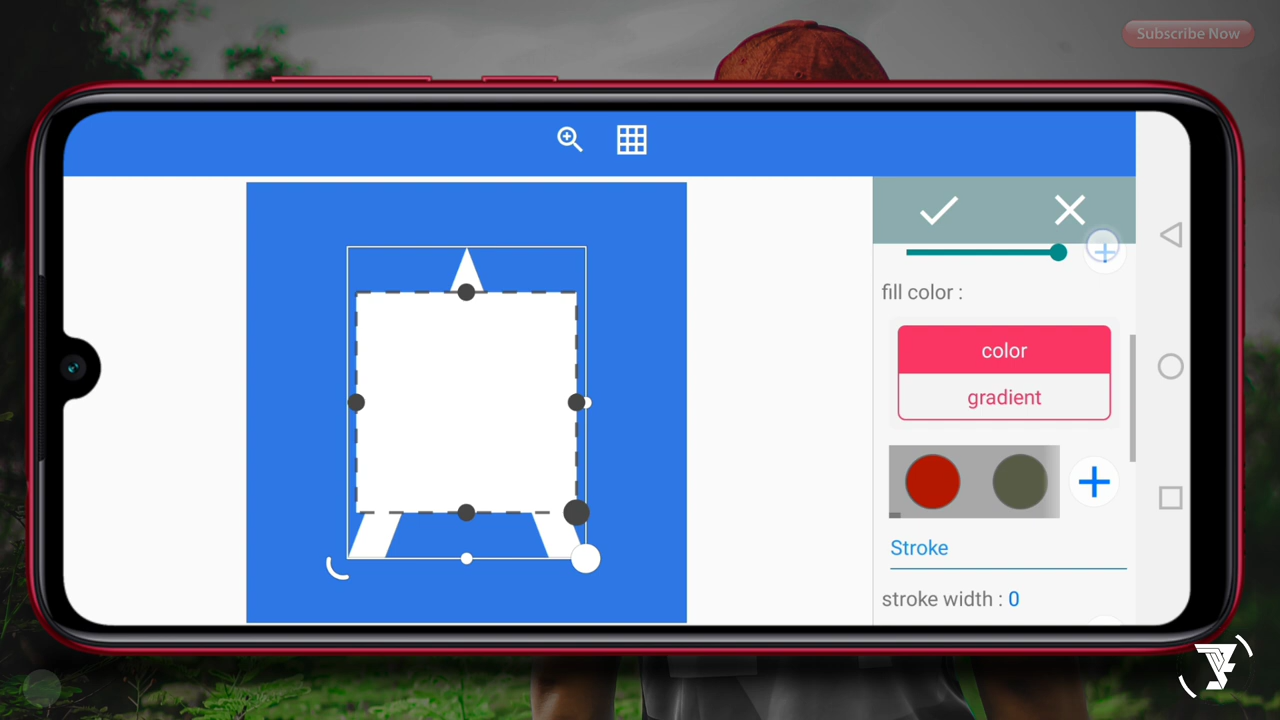 Subscribe Now
fill color :
color
gradient
Stroke
stroke width : 0